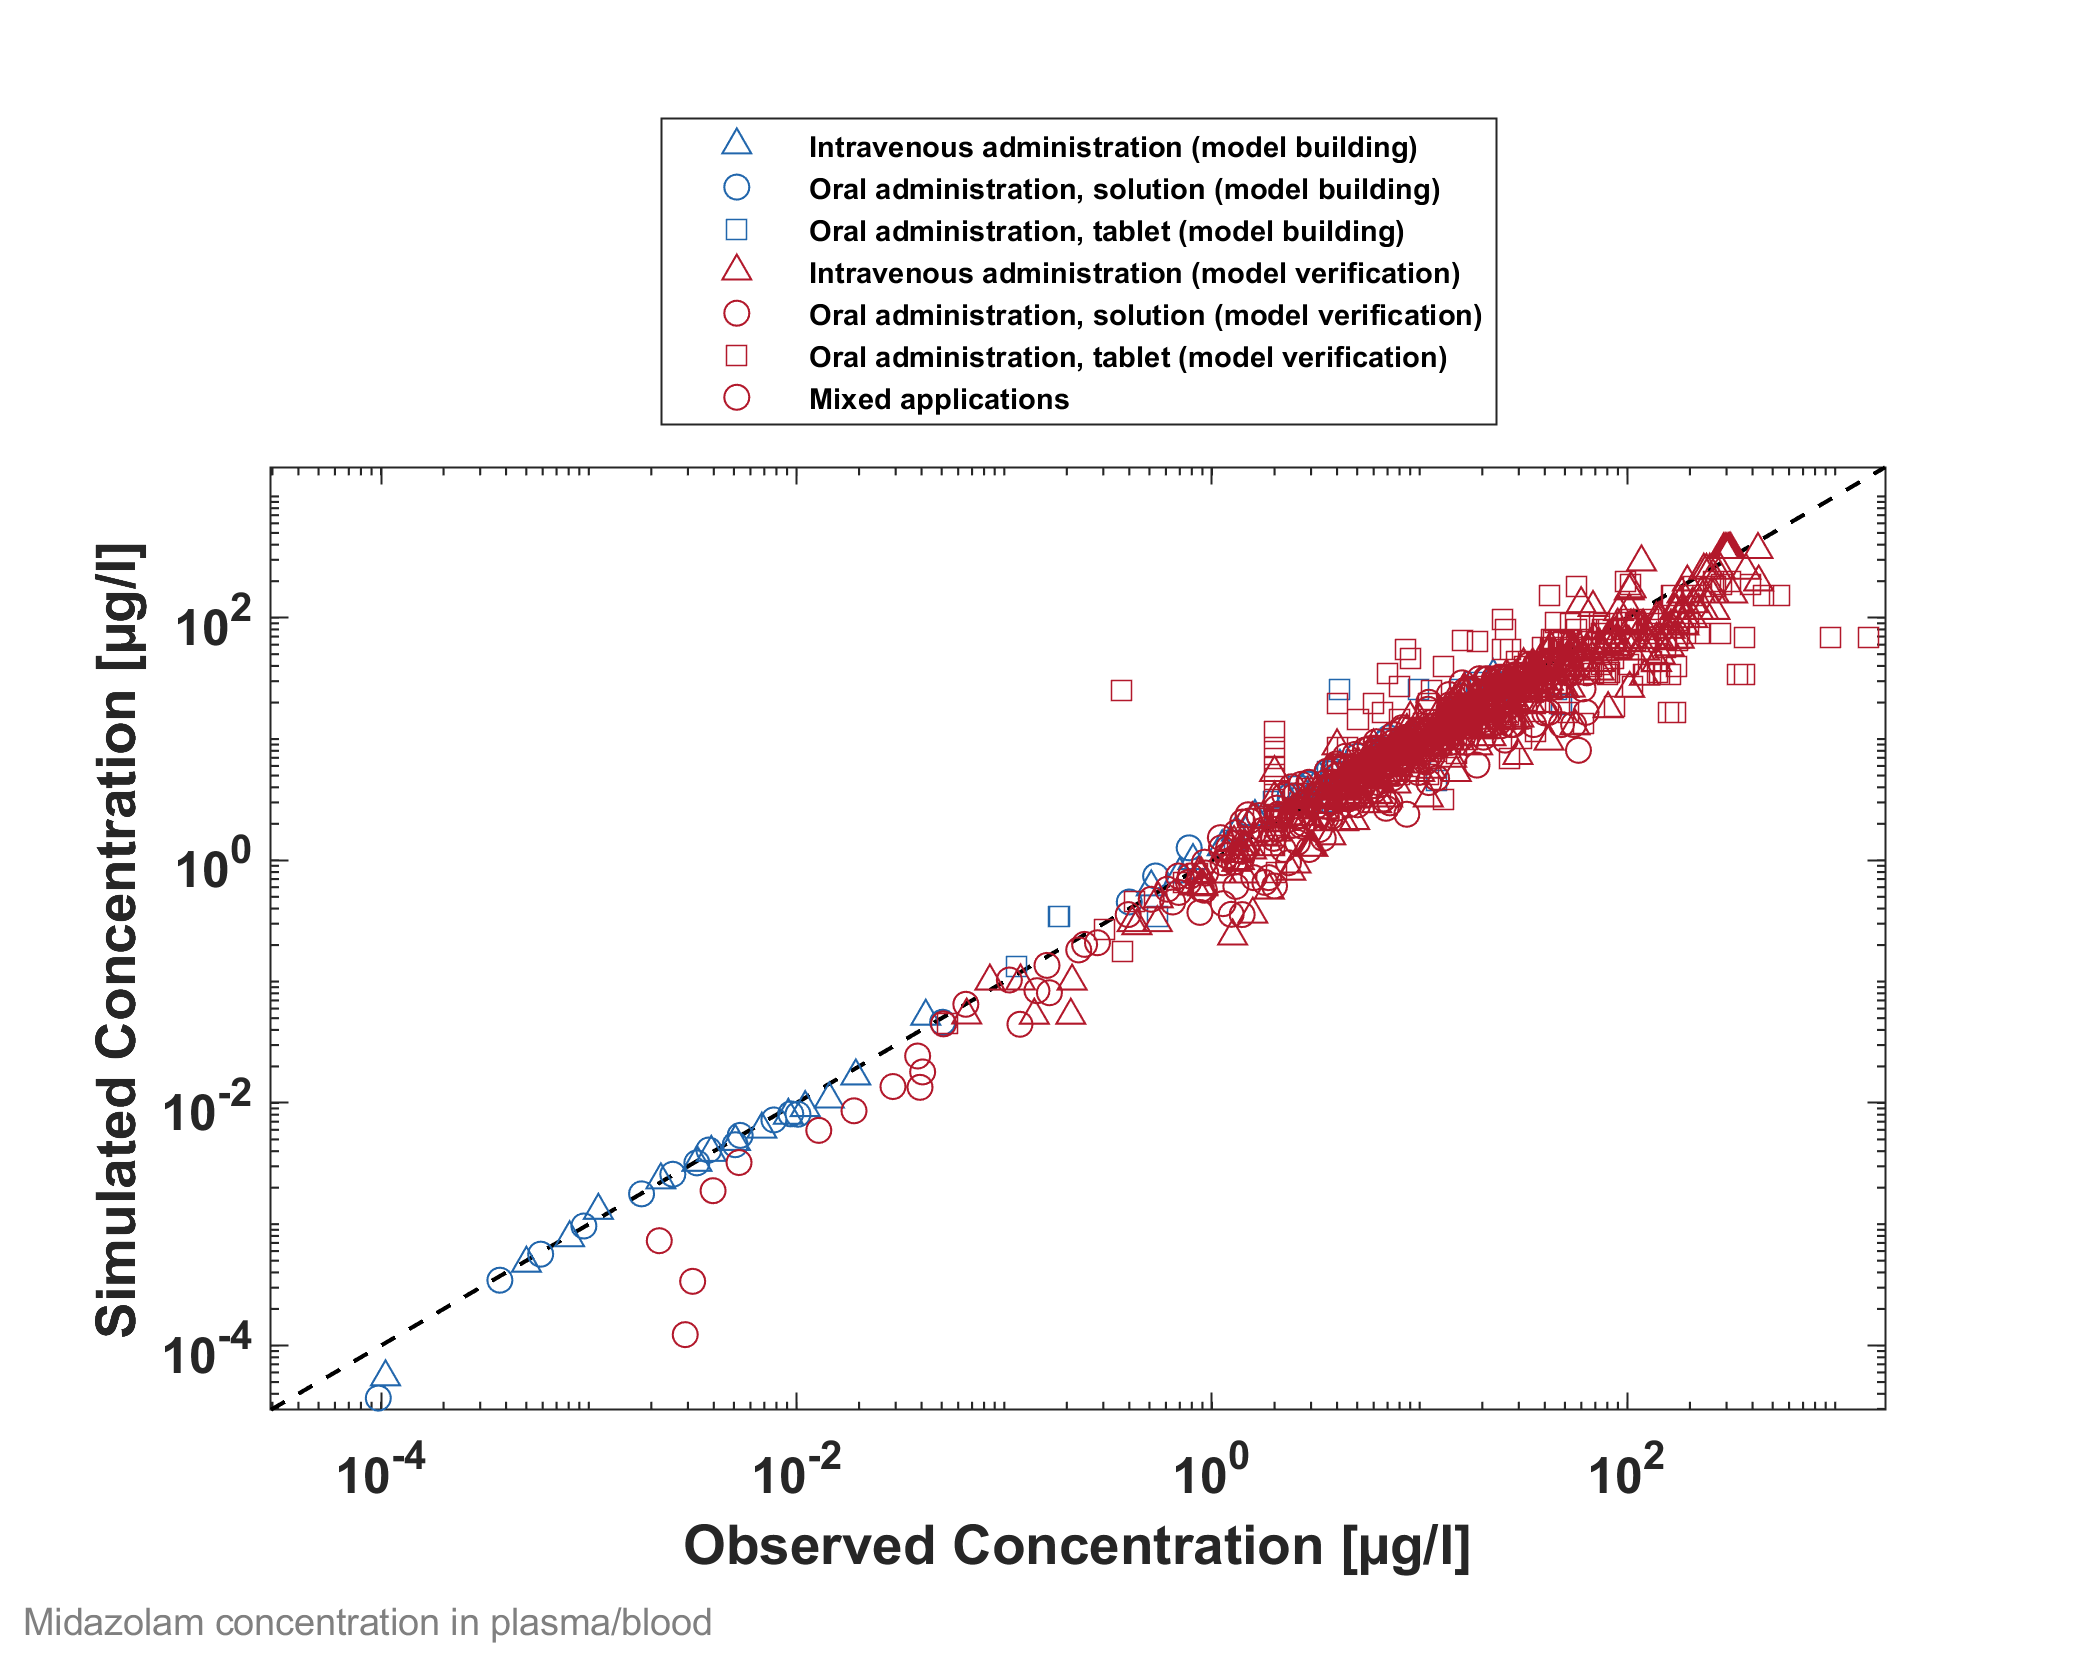 Intravenous administration (model building)
Oral administration, solution (model building)
Oral administration, tablet (model building)
Intravenous administration (model verification)
Oral administration, solution (model verification)
Oral administration, tablet (model verification)
Mixed applications
Simulated Concentration [µg/l]
10^2
10^0
10^-2
10^-4
10^-4 10^-2 10^0 10^2
Observed Concentration [µg/l]
Midazolam concentration in plasma/blood